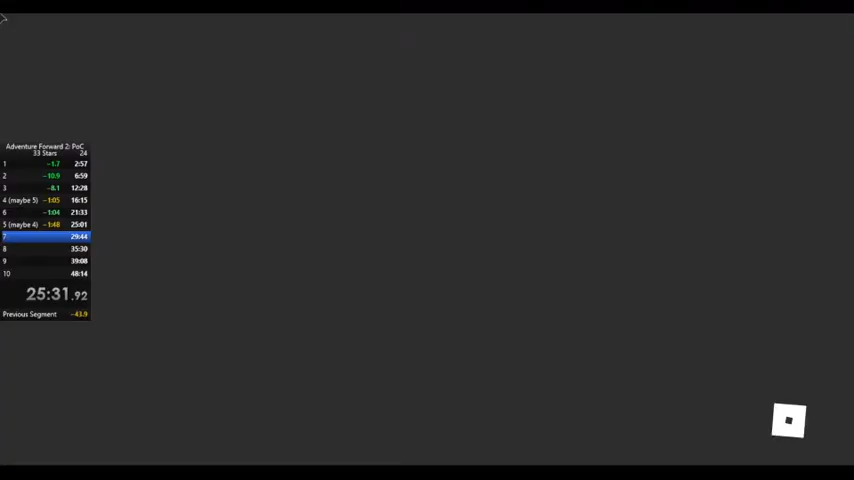 Adventure Forward 2: PoC
33 Stars 24
1 −1.7 2:57
2 −10.9 6:59
3 −8.1 12:28
4 (maybe 5) −1:05 16:15
6 −1:04 21:33
5 (maybe 4) −1:48 25:01
7 29:44
8 35:30
9 39:08
10 48:14
25:31.92
Previous Segment −43.9